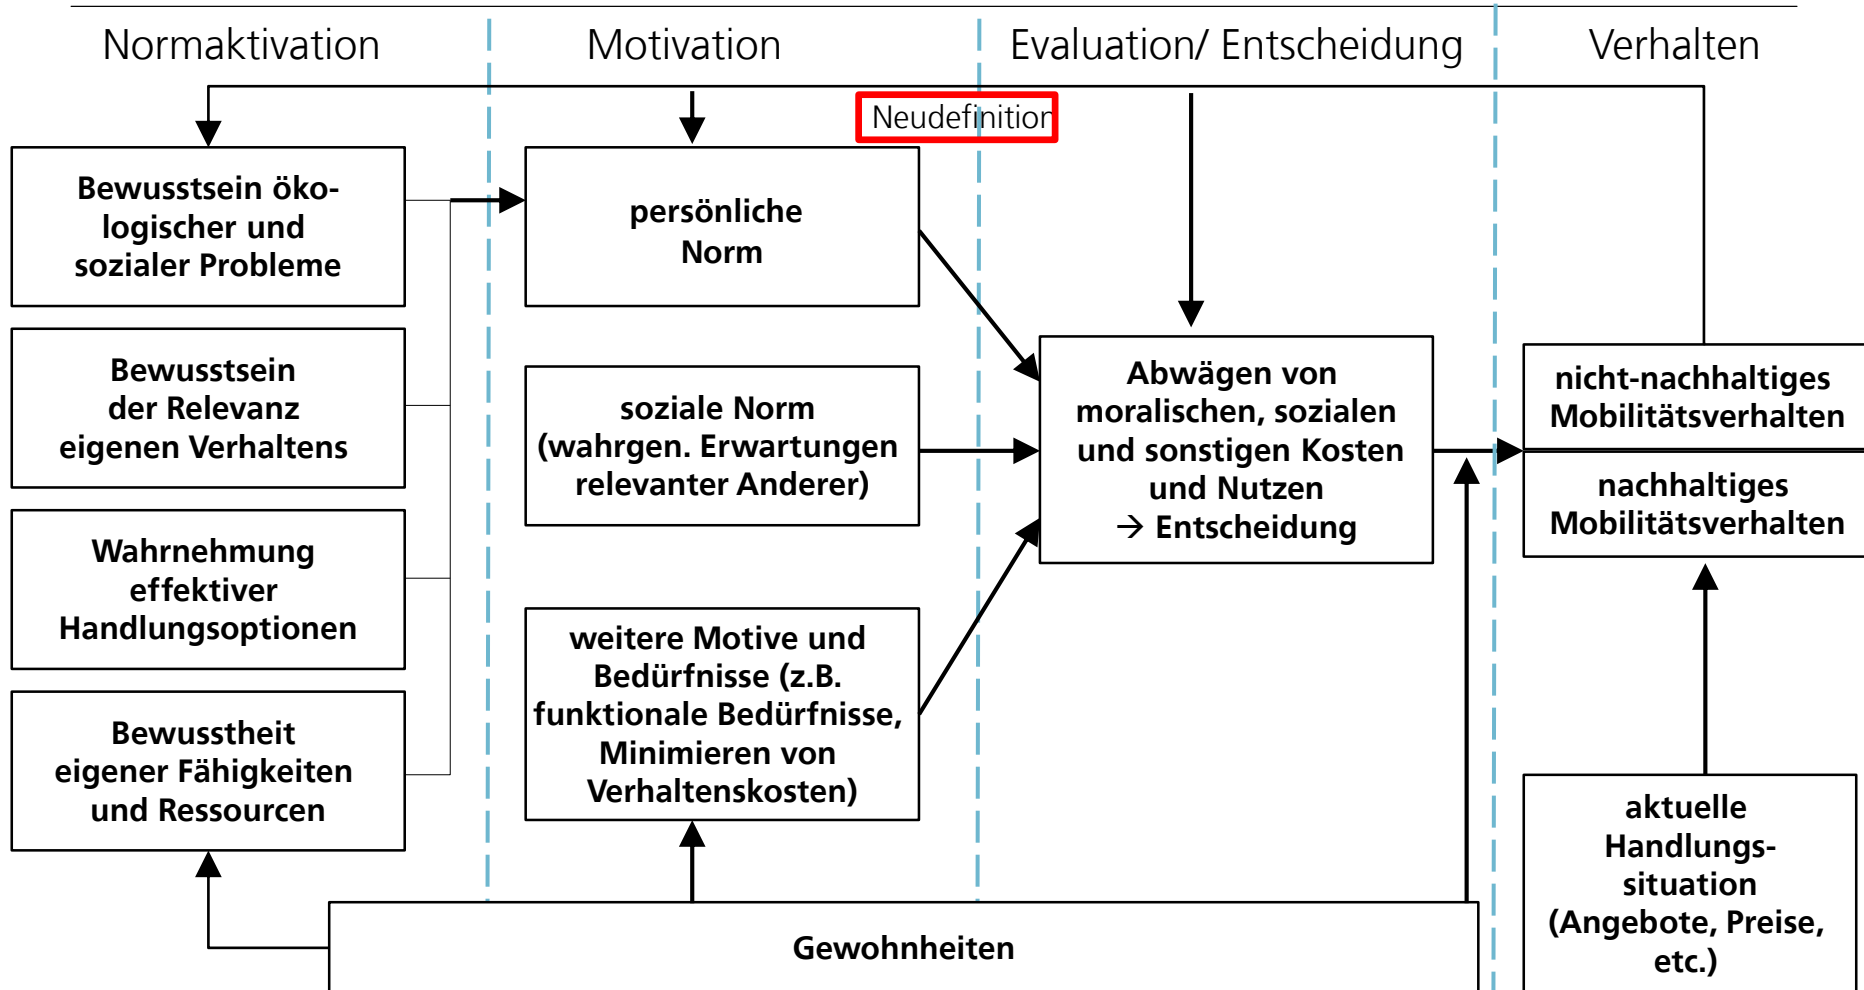 Normaktivation
Motivation
Evaluation/ Entscheidung
Verhalten
Neudefinition
Bewusstsein öko-
logischer und
sozialer Probleme
Bewusstsein
der Relevanz
eigenen Verhaltens
Wahrnehmung
effektiver
Handlungsoptionen
Bewusstheit
eigener Fähigkeiten
und Ressourcen
persönliche
Norm
soziale Norm
(wahrgen. Erwartungen
relevanter Anderer)
weitere Motive und
Bedürfnisse (z.B.
funktionale Bedürfnisse,
Minimieren von
Verhaltenskosten)
Abwägen von
moralischen, sozialen
und sonstigen Kosten
und Nutzen
→ Entscheidung
nicht-nachhaltiges
Mobilitätsverhalten
nachhaltiges
Mobilitätsverhalten
aktuelle
Handlungs-
situation
(Angebote, Preise,
etc.)
Gewohnheiten